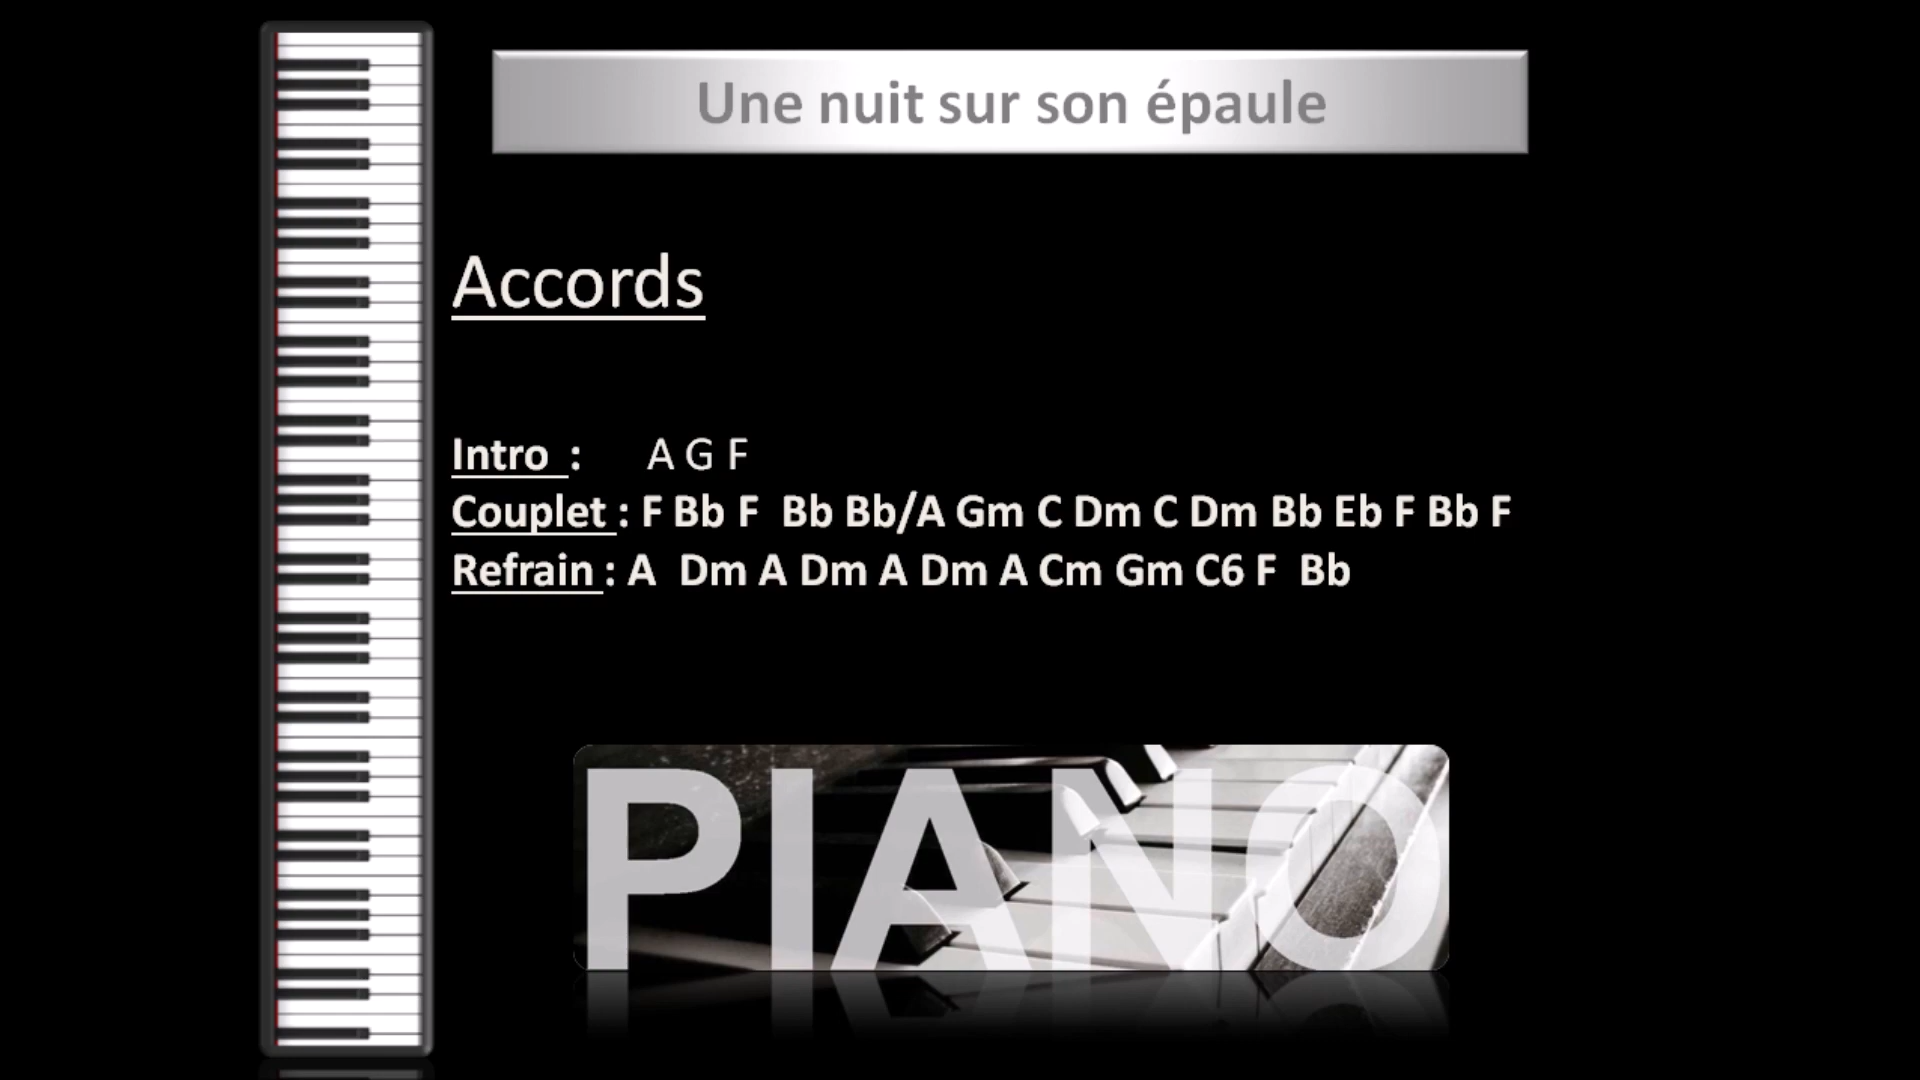 Une nuit sur son épaule
Accords
Intro : A G F
Couplet : F Bb F Bb Bb/A Gm C Dm C Dm Bb Eb F Bb F
Refrain : A Dm A Dm A Dm A Cm Gm C6 F Bb
PIANO